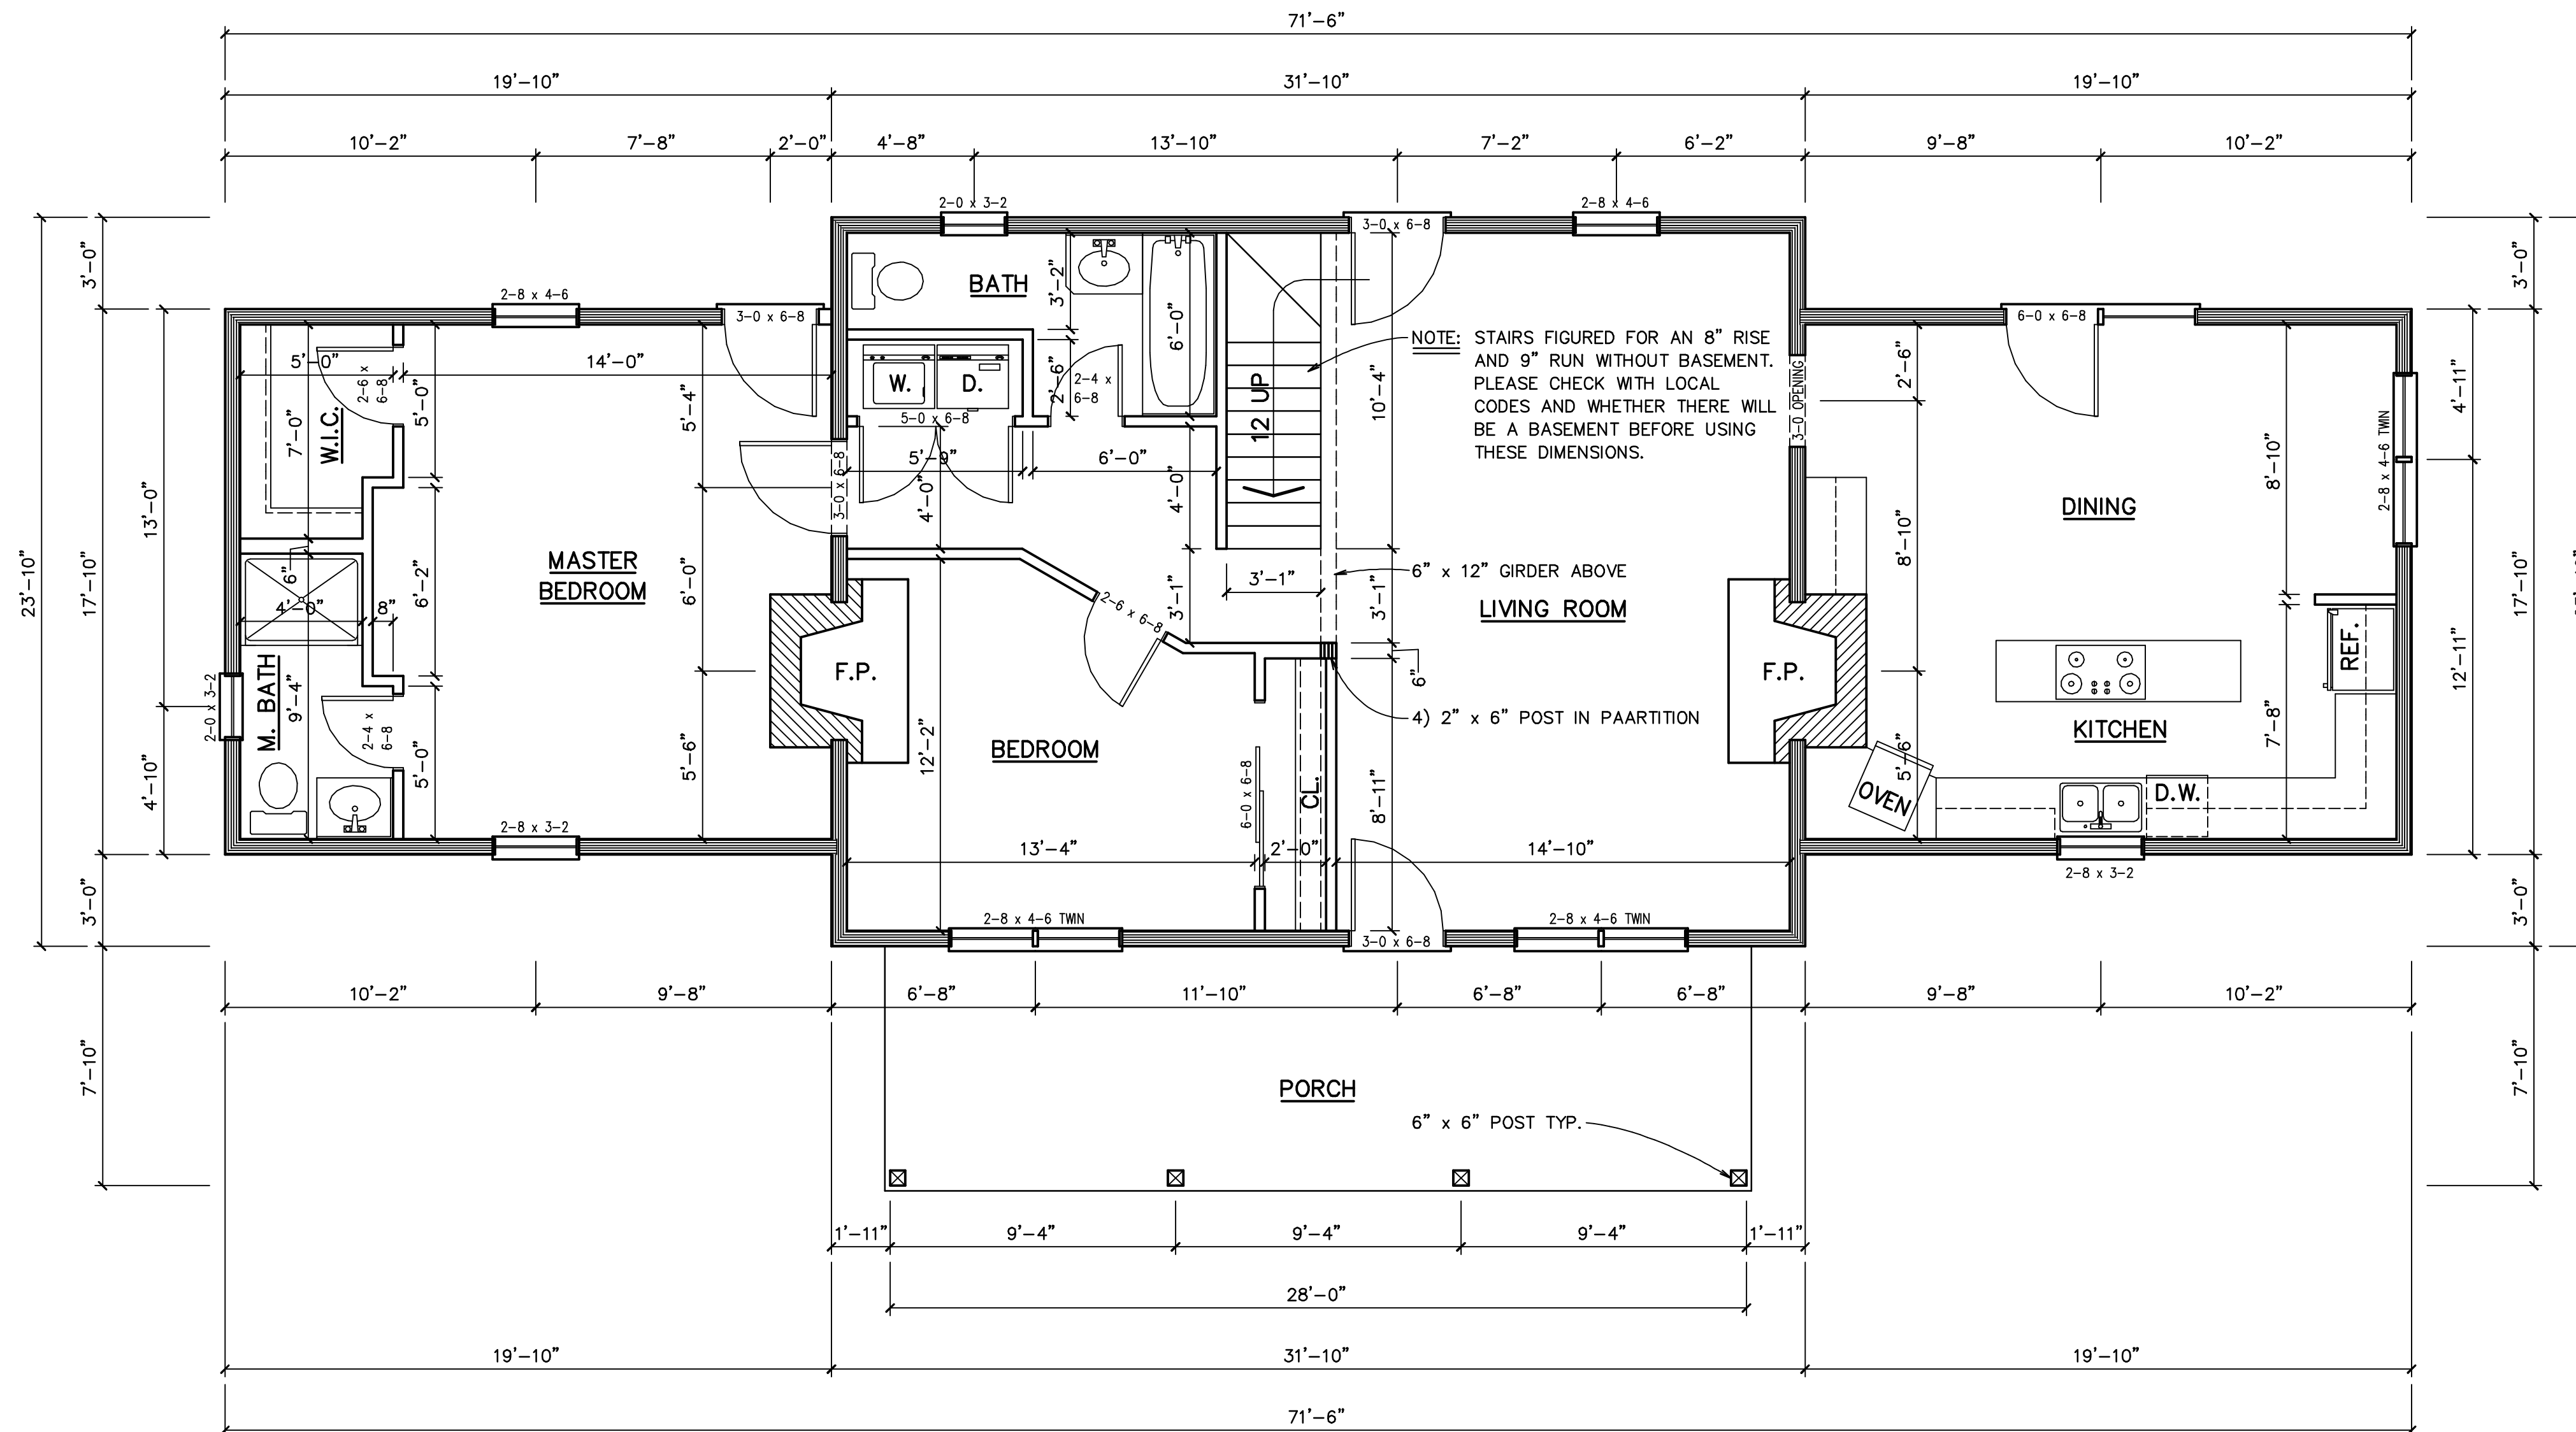 71'-6"
19'-10" 31'-10" 19'-10"
10'-2" 7'-8" 2'-0" 4'-8" 13'-10" 7'-2" 6'-2" 9'-8" 10'-2"
2-0 x 3-2
2-8 x 4-6
3-0 x 6-8
3'-0"
3'-0"
BATH
3'-2"
2-8 x 4-6
3-0 x 6-8
6-0 x 6-8
6'-0"
NOTE: STAIRS FIGURED FOR AN 8" RISE
AND 9" RUN WITHOUT BASEMENT.
PLEASE CHECK WITH LOCAL
CODES AND WHETHER THERE WILL
BE A BASEMENT BEFORE USING
THESE DIMENSIONS.
5'-0"
14'-0"
2-6 x
6-8
5'-0"
5'-4"
W. D.
2'-6"
2-4 x
6-8
5-0 x 6-8
12 UP
10'-4"
3-0 OPENING
2'-6"
4'-11"
7'-0"
W.I.C.
3-0 x 6-8
5'-9"
6'-0"
4'-0"
4'-0"
8'-10"
2-8 x 4-6 TWIN
13'-0"
DINING
8'-10"
23'-10"
17'-10"
MASTER
BEDROOM
6"
4'-0"
8"
6'-2"
6'-0"
2-6 x 6-8
3'-1"
3'-1"
3'-1"
6" x 12" GIRDER ABOVE
LIVING ROOM
17'-10"
12'-11"
REF.
M. BATH
9'-4"
2-0 x 3-2
F.P.
F.P.
6"
4) 2" x 6" POST IN PAARTITION
KITCHEN
7'-8"
2-4 x
6-8
5'-0"
5'-6"
12'-2"
BEDROOM
6-0 x 6-8
CL.
8'-11"
5'-6"
OVEN
D.W.
4'-10"
2-8 x 3-2
13'-4"
2'-0"
14'-10"
2-8 x 3-2
3'-0"
3'-0"
2-8 x 4-6 TWIN
3-0 x 6-8
2-8 x 4-6 TWIN
10'-2" 9'-8" 6'-8" 11'-10" 6'-8" 6'-8" 9'-8" 10'-2"
7'-10"
7'-10"
PORCH
6" x 6" POST TYP.
1'-11" 9'-4" 9'-4" 9'-4" 1'-11"
28'-0"
19'-10" 31'-10" 19'-10"
71'-6"